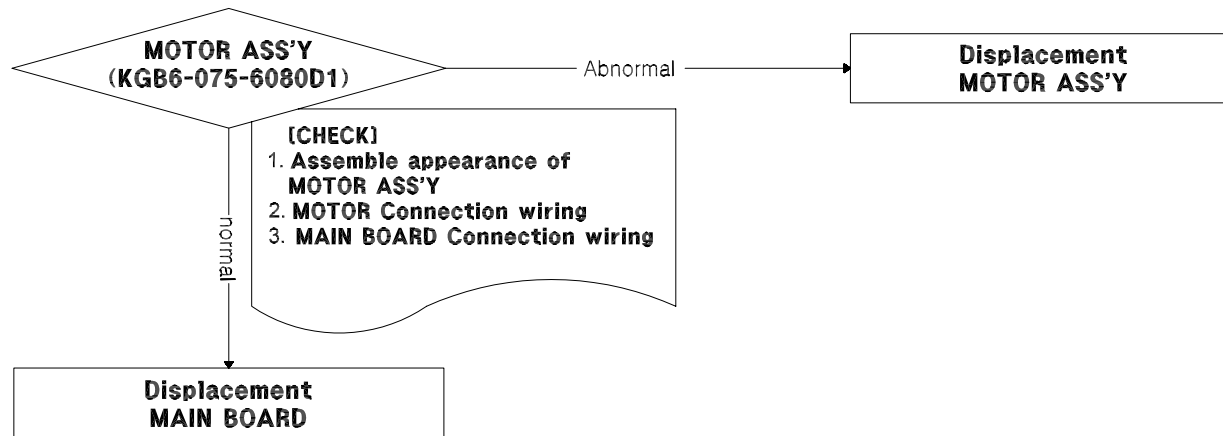 MOTOR ASS'Y
(KGB6-075-6080D1)
Abnormal
Displacement
MOTOR ASS'Y
[CHECK]
1. Assemble appearance of
MOTOR ASS'Y
2. MOTOR Connection wiring
3. MAIN BOARD Connection wiring
normal
Displacement
MAIN BOARD